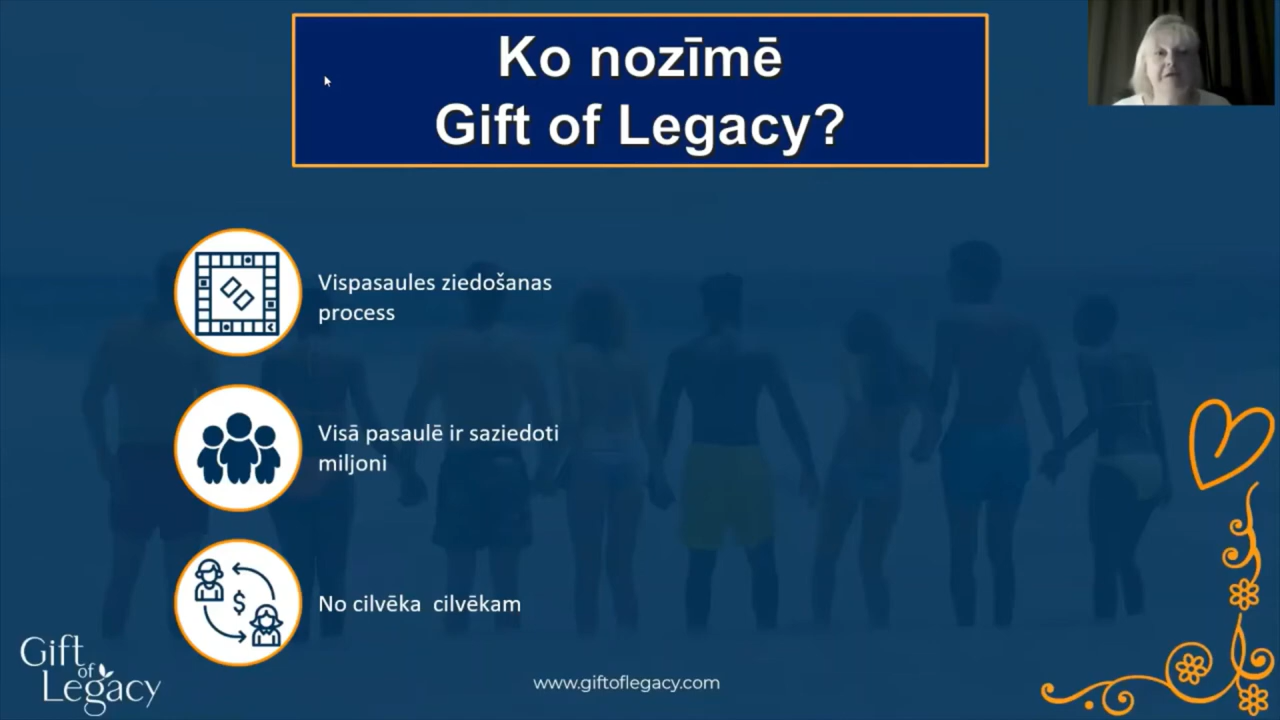 Ko nozīmē
Gift of Legacy?
Vispasaules ziedošanas
process
Visā pasaulē ir saziedoti
miljoni
$
No cilvēka  cilvēkam
Gift
of
Legacy
www.giftoflegacy.com